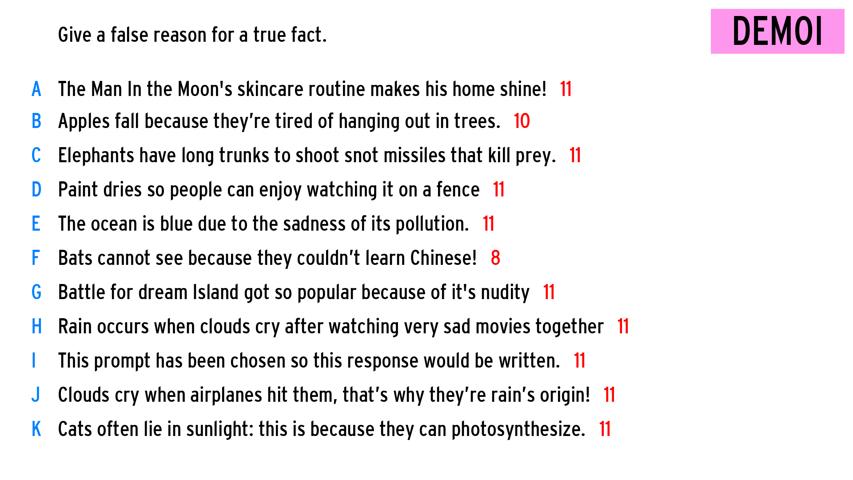 Give a false reason for a true fact.
DEMOI
A The Man In the Moon's skincare routine makes his home shine! 11
B Apples fall because they’re tired of hanging out in trees. 10
C Elephants have long trunks to shoot snot missiles that kill prey. 11
D Paint dries so people can enjoy watching it on a fence 11
E The ocean is blue due to the sadness of its pollution. 11
F Bats cannot see because they couldn’t learn Chinese! 8
G Battle for dream Island got so popular because of it's nudity 11
H Rain occurs when clouds cry after watching very sad movies together 11
I This prompt has been chosen so this response would be written. 11
J Clouds cry when airplanes hit them, that’s why they’re rain’s origin! 11
K Cats often lie in sunlight: this is because they can photosynthesize. 11